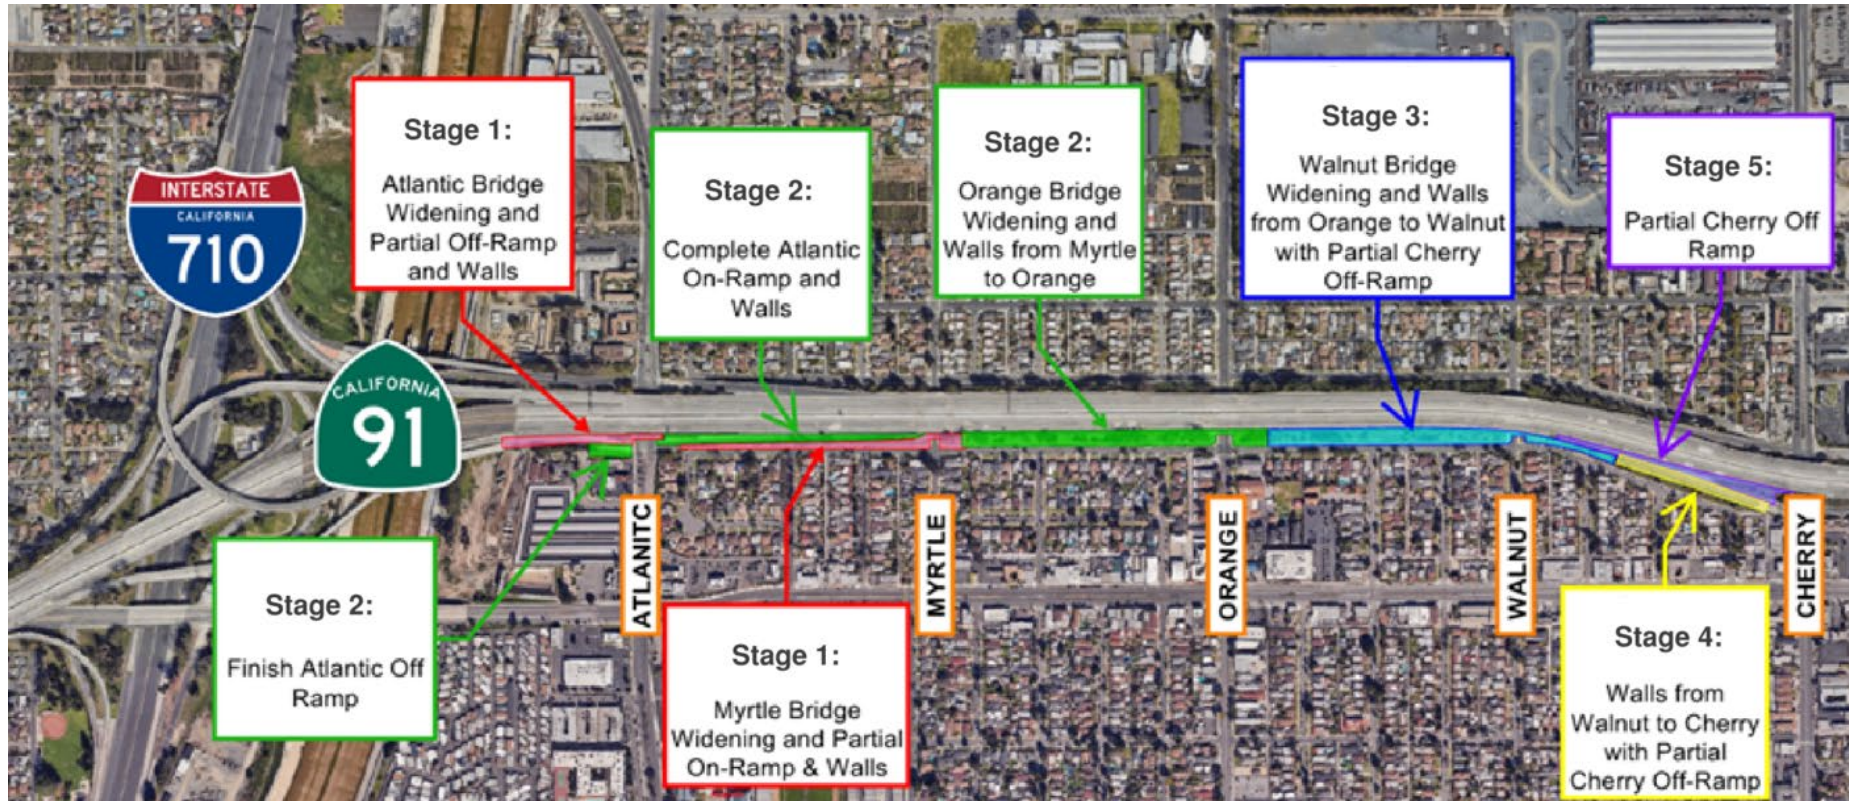 INTERSTATE
CALIFORNIA
710
CALIFORNIA
91
Stage 1:
Atlantic Bridge
Widening and
Partial Off-Ramp
and Walls
Stage 2:
Complete Atlantic
On-Ramp and
Walls
Stage 2:
Orange Bridge
Widening and
Walls from Myrtle
to Orange
Stage 3:
Walnut Bridge
Widening and Walls
from Orange to Walnut
with Partial Cherry
Off-Ramp
Stage 5:
Partial Cherry Off
Ramp
Stage 2:
Finish Atlantic Off
Ramp
ATLANITC
Stage 1:
Myrtle Bridge
Widening and Partial
On-Ramp & Walls
MYRTLE
ORANGE
WALNUT
Stage 4:
Walls from
Walnut to Cherry
with Partial
Cherry Off-Ramp
CHERRY